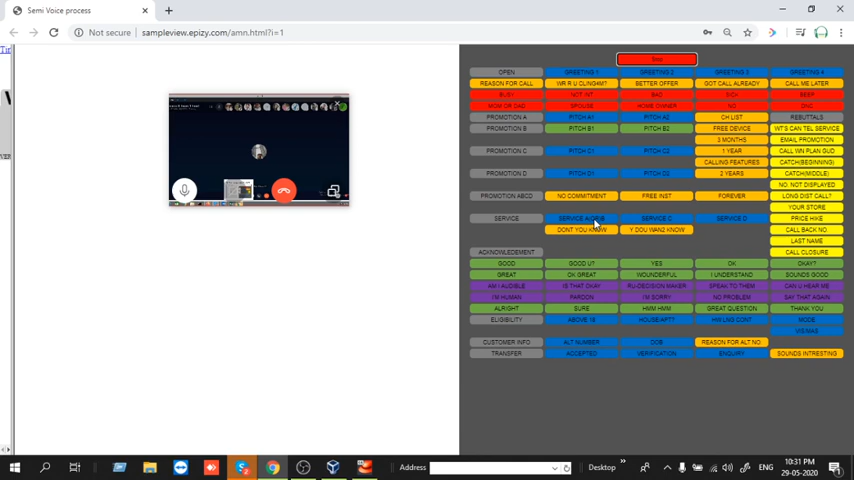 Semi Voice process
Not secure | sampleview.epizy.com/amn.html?i=1
Stop
OPEN GREETING 1 GREETING 2 GREETING 3 GREETING 4
REASON FOR CALL WR R U CLING4M? BETTER OFFER GOT CALL ALREADY CALL ME LATER
BUSY NOT INT BAD SICK BEEP
MOM OR DAD SPOUSE HOME OWNER NO DNC
PROMOTION A PITCH A1 PITCH A2 CH LIST REBUTTALS
PROMOTION B PITCH B1 PITCH B2 FREE DEVICE WT'S CAN TEL SERVICE
3 MONTHS EMAIL PROMOTION
PROMOTION C PITCH C1 PITCH C2 1 YEAR CALL WN PLAN GUD
CALLING FEATURES CATCH(BEGINNING)
PROMOTION D PITCH D1 PITCH D2 2 YEARS CATCH(MIDDLE)
NO. NOT DISPLAYED
PROMOTION ABCD NO COMMITMENT FREE INST FOREVER LONG DIST CALL?
YOUR STORE
SERVICE SERVICE A/OR/B SERVICE C SERVICE D PRICE HIKE
DONT YOU KNOW Y DOU WAN2 KNOW CALL BACK NO.
LAST NAME
ACKNOWLEDEMENT CALL CLOSURE
GOOD GOOD U? YES OK OKAY?
GREAT OK GREAT WOUNDERFUL I UNDERSTAND SOUNDS GOOD
AM I AUDIBLE IS THAT OKAY RU-DECISION MAKER SPEAK TO THEM CAN U HEAR ME
I'M HUMAN PARDON I'M SORRY NO PROBLEM SAY THAT AGAIN
ALRIGHT SURE HMM HMM GREAT QUESTION THANK YOU
ELIGIBILITY ABOVE 18 HOUSE/APT? HW LNG CONT MODE
VIS/MAS
CUSTOMER INFO ALT NUMBER DOB REASON FOR ALT NO
TRANSFER ACCEPTED VERIFICATION ENQUIRY SOUNDS INTRESTING
Address Desktop ENG 10:31 PM
29-05-2020